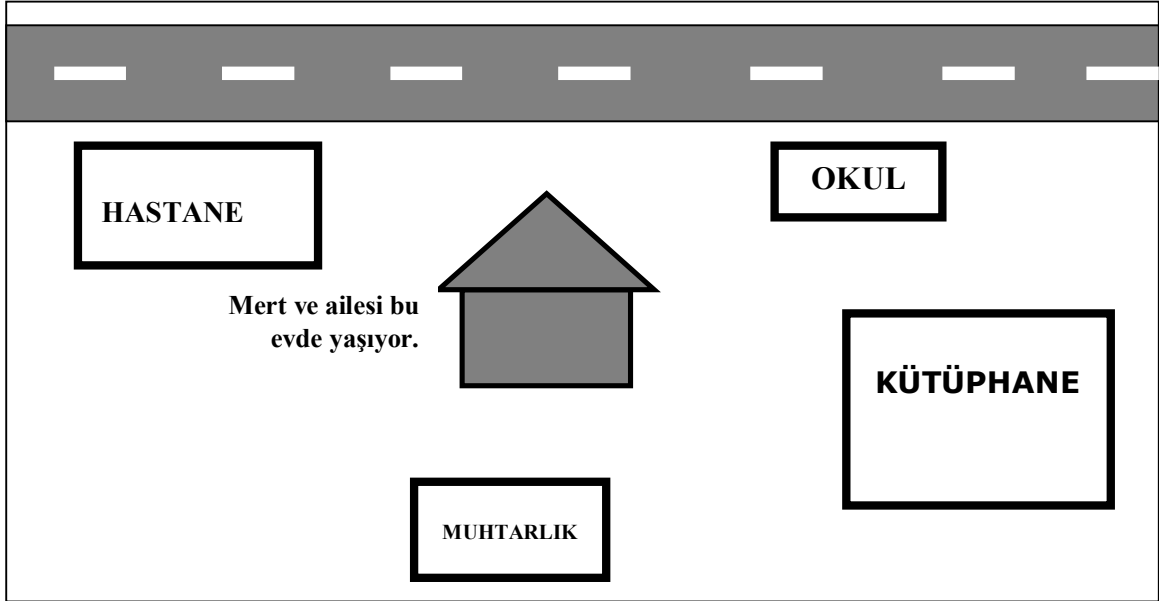 HASTANE
OKUL
Mert ve ailesi bu
evde yaşıyor.
KÜTÜPHANE
MUHTARLIK